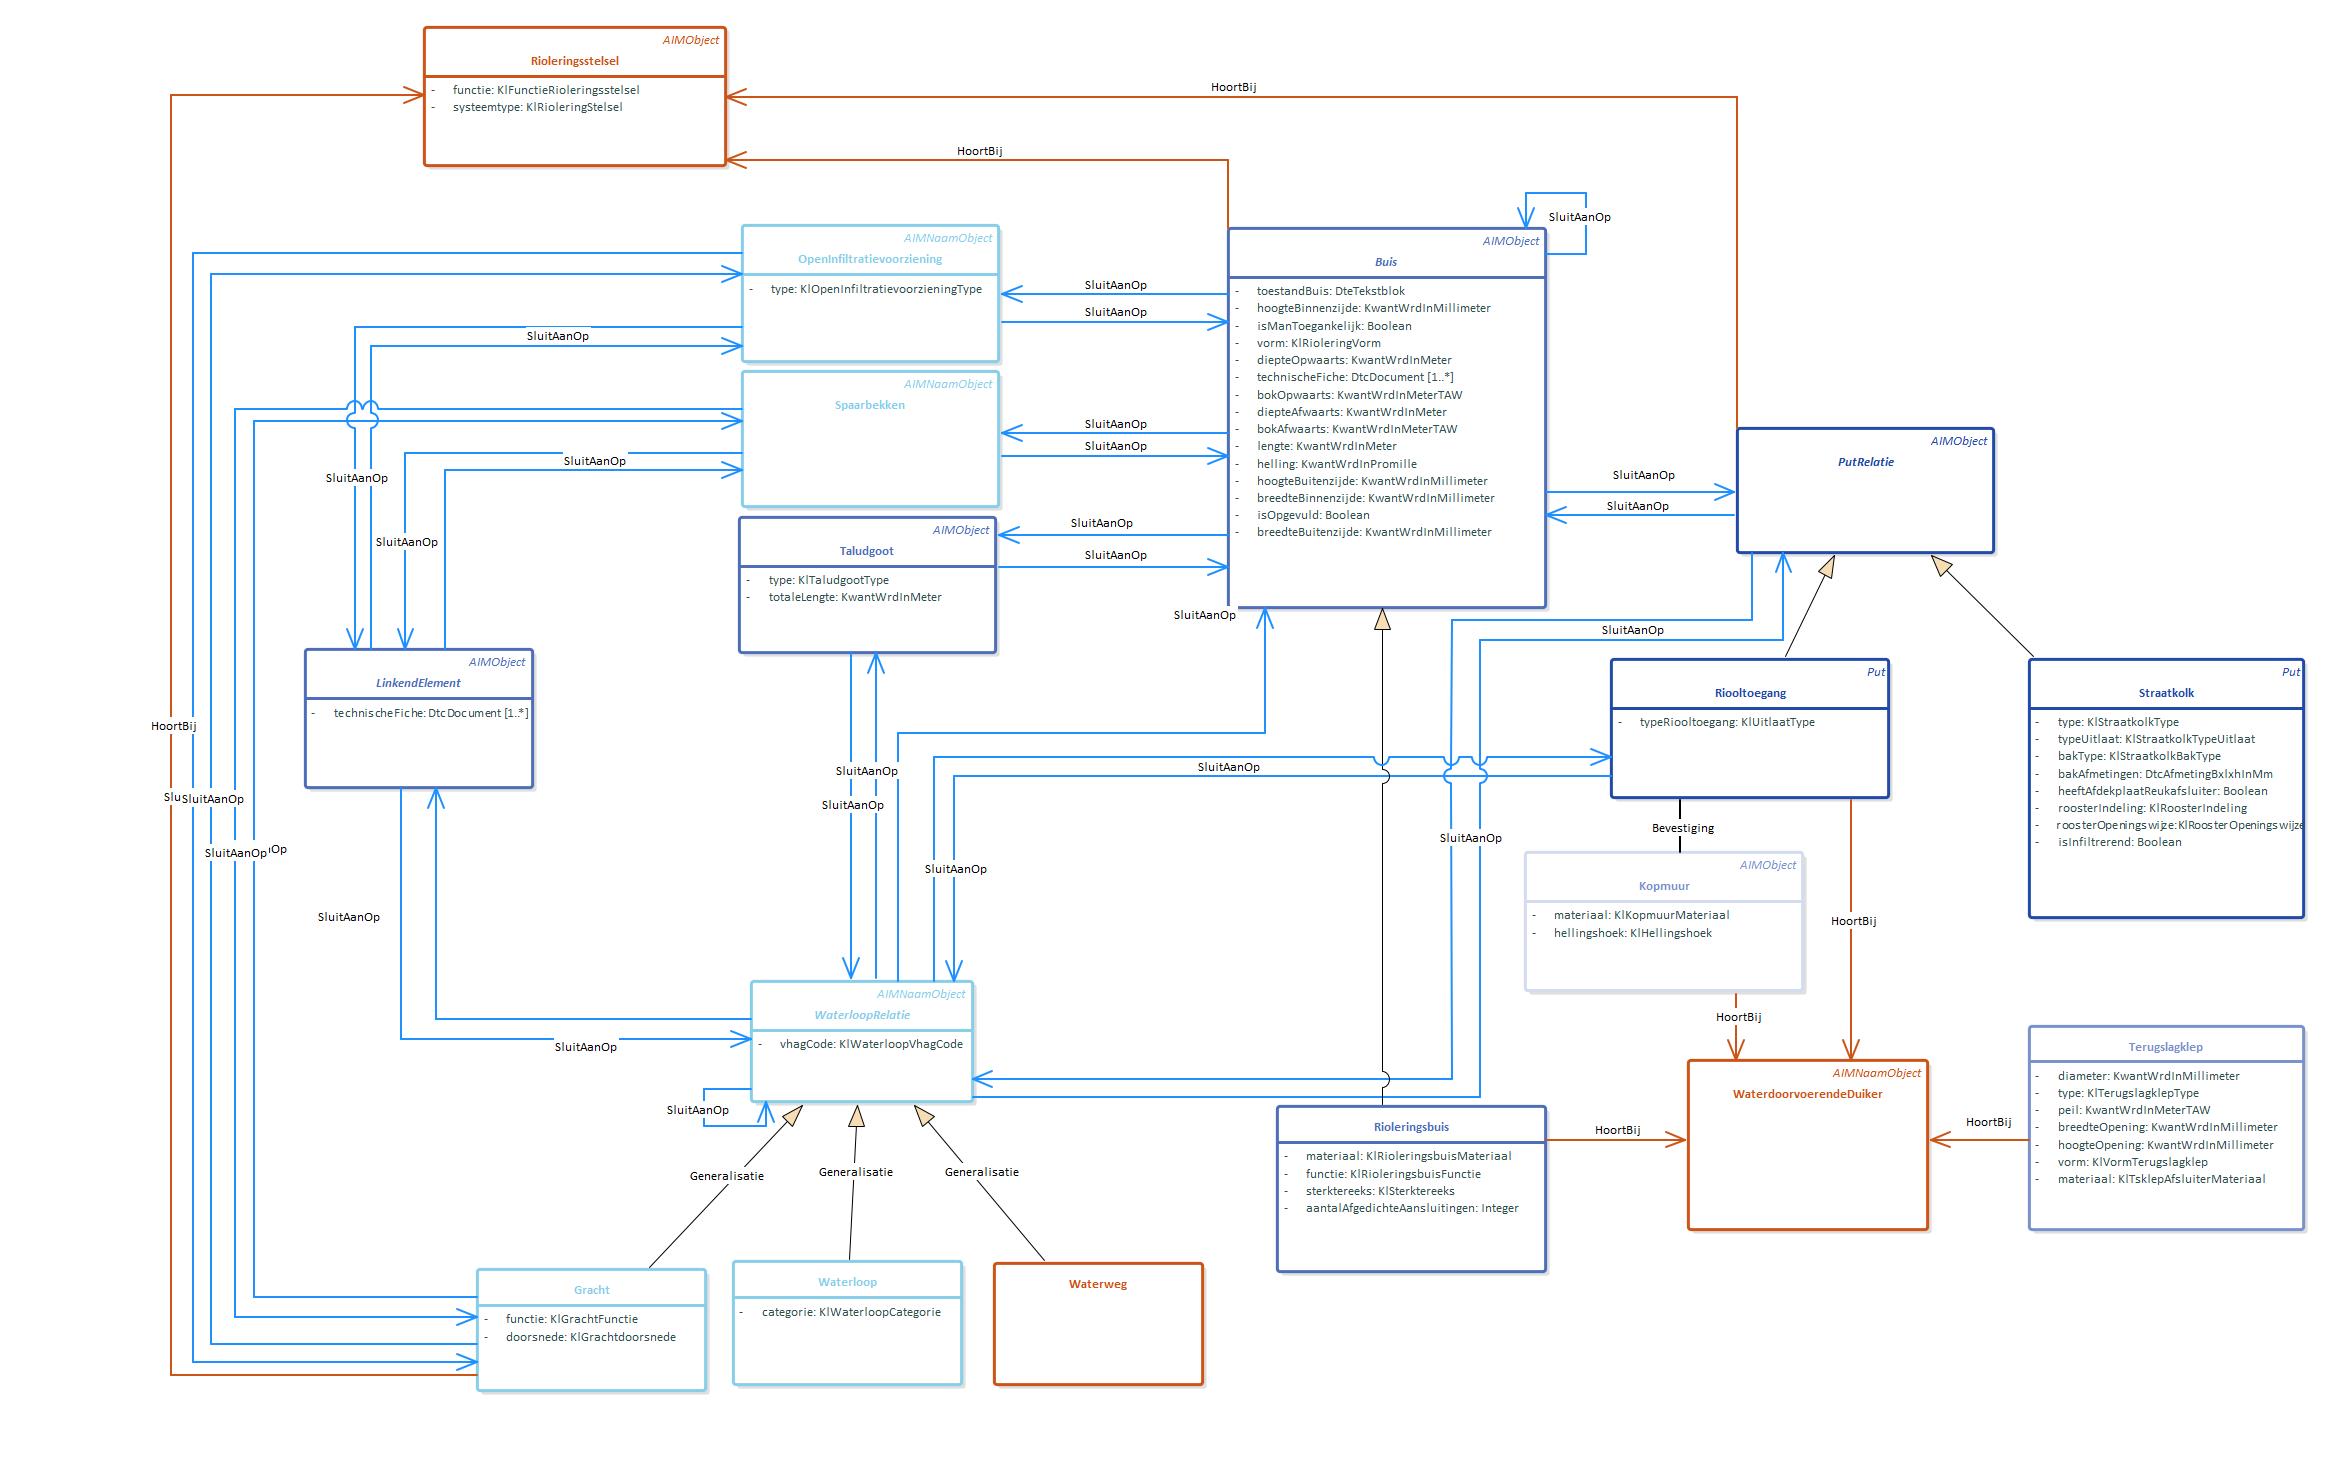 AIMObject
Rioleringsstelsel
- functie: KlFunctieRioleringsstelsel
- systeemtype: KlRioleringStelsel
HoortBij
HoortBij
SluitAanOp
AIMNaamObject
OpenInfiltratievoorziening
- type: KlOpenInfiltratievoorzieningType
AIMObject
Buis
- toestandBuis: DteTekstblok
- hoogteBinnenzijde: KwantWrdInMillimeter
- isManToegankelijk: Boolean
- vorm: KlRioleringVorm
- diepteOpwaarts: KwantWrdInMeter
- technischeFiche: DtcDocument [1..*]
- bokOpwaarts: KwantWrdInMeterTAW
- diepteAfwaarts: KwantWrdInMeter
- bokAfwaarts: KwantWrdInMeterTAW
- lengte: KwantWrdInMeter
- helling: KwantWrdInPromille
- hoogteBuitenzijde: KwantWrdInMillimeter
- breedteBinnenzijde: KwantWrdInMillimeter
- isOpgevuld: Boolean
- breedteBuitenzijde: KwantWrdInMillimeter
SluitAanOp
SluitAanOp
SluitAanOp
AIMNaamObject
Spaarbekken
SluitAanOp
SluitAanOp
SluitAanOp
SluitAanOp
SluitAanOp
AIMObject
PutRelatie
SluitAanOp
SluitAanOp
AIMObject
Taludgoot
- type: KlTaludgootType
- totaleLengte: KwantWrdInMeter
SluitAanOp
SluitAanOp
SluitAanOp
SluitAanOp
AIMObject
LinkendElement
- technischeFiche: DtcDocument [1..*]
Put
Riooltoegang
- typeRiooltoegang: KlUitlaatType
Put
Straatkolk
- type: KlStraatkolkType
- typeUitlaat: KlStraatkolkTypeUitlaat
- bakType: KlStraatkolkBakType
- bakAfmetingen: DtcAfmetingBxlxhInMm
- heeftAfdekplaatReukafsluiter: Boolean
- roosterIndeling: KlRoosterIndeling
- roosterOpeningswijze:KlRoosterOpeningswijze
- isInfiltrerend: Boolean
HoortBij
SluitAanOp
SluitAanOp
SluitAanOp
SluitAanOp
SluitAanOp
SluitAanOp
SluitAanOp
Bevestiging
SluitAanOp
AIMObject
Kopmuur
- materiaal: KlKopmuurMateriaal
- hellingshoek: KlHellingshoek
HoortBij
HoortBij
AIMNaamObject
WaterloopRelatie
- vhagCode: KlWaterloopVhagCode
SluitAanOp
SluitAanOp
AIMNaamObject
WaterdoorvoerendeDuiker
Terugslagklep
- diameter: KwantWrdInMillimeter
- type: KlTerugslagklepType
- peil: KwantWrdInMeterTAW
- breedteOpening: KwantWrdInMillimeter
- hoogteOpening: KwantWrdInMillimeter
- vorm: KlVormTerugslagklep
- materiaal: KlTsklepAfsluiterMateriaal
HoortBij
HoortBij
Rioleringsbuis
- materiaal: KlRioleringsbuisMateriaal
- functie: KlRioleringsbuisFunctie
- sterktereeks: KlSterktereeks
- aantalAfgedichteAansluitingen: Integer
Generalisatie
Generalisatie
Generalisatie
Gracht
- functie: KlGrachtFunctie
- doorsnede: KlGrachtdoorsnede
Waterloop
- categorie: KlWaterloopCategorie
Waterweg